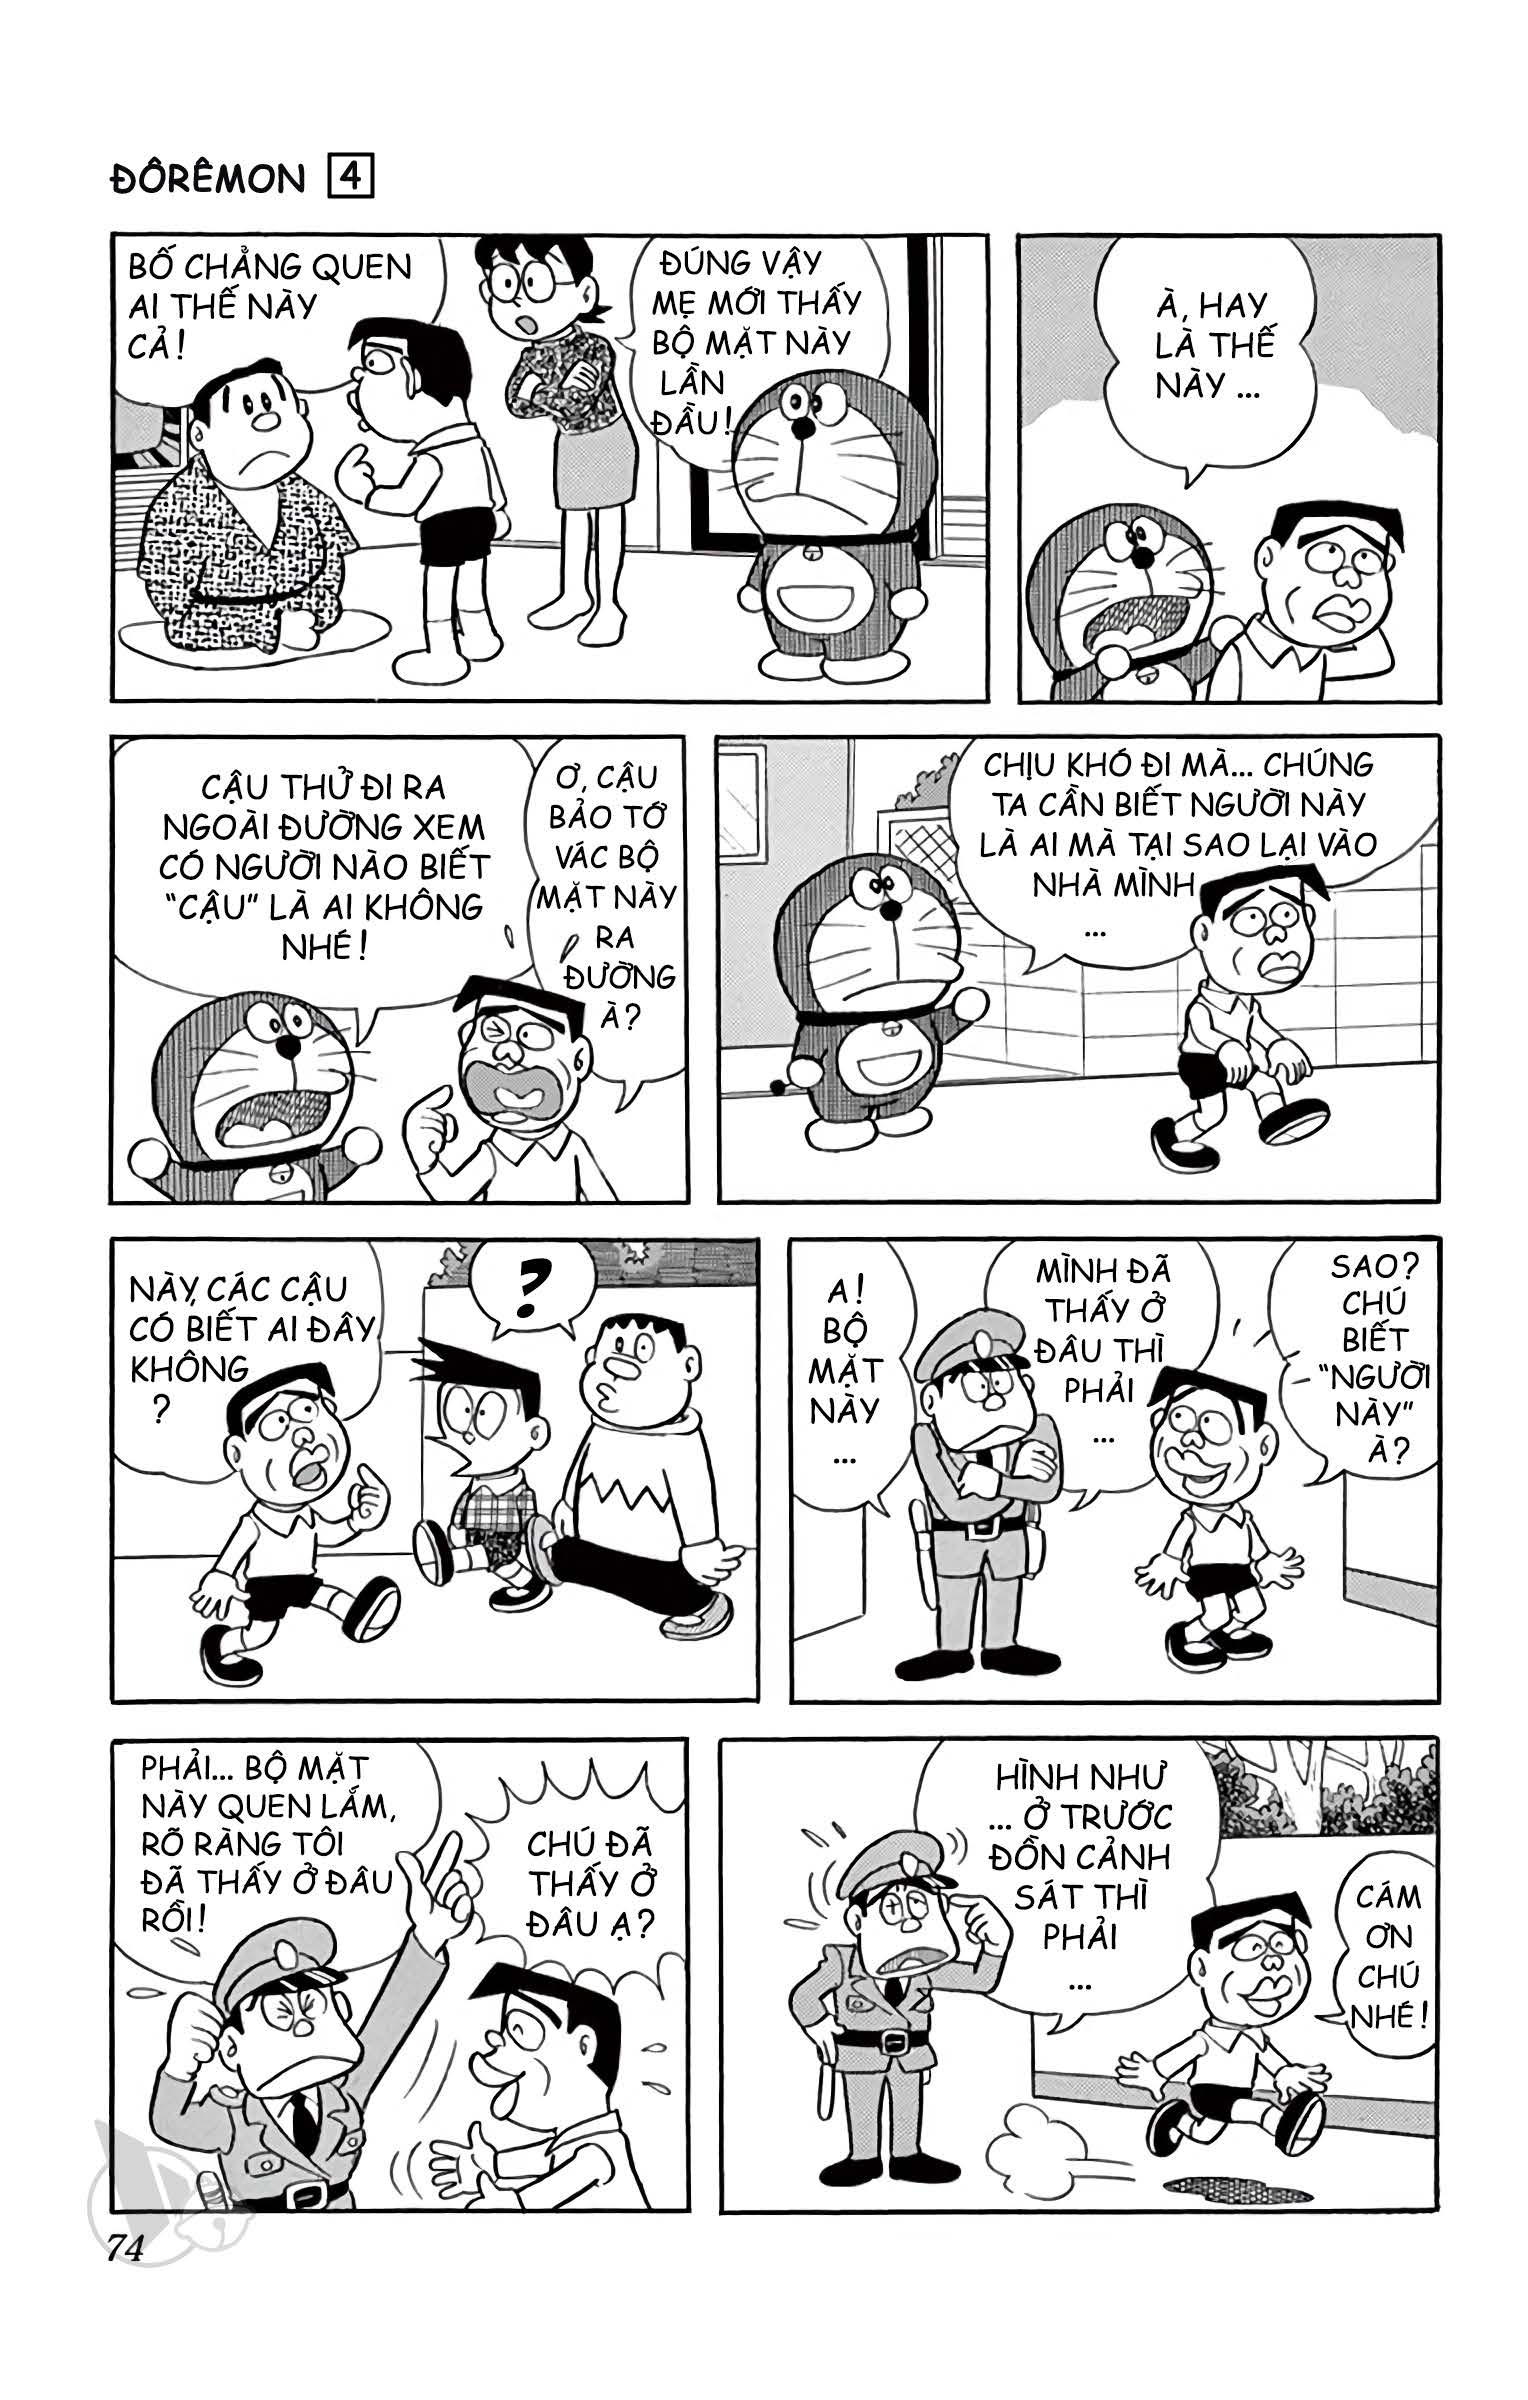 ĐÔRÊMON 4
BỐ CHẲNG QUEN
AI THẾ NÀY
CẢ!
ĐÚNG VẬY
MẸ MỚI THẤY
BỘ MẶT NÀY
LẦN
ĐẦU!
À, HAY
LÀ THẾ
NÀY ...
CẬU THỬ ĐI RA
NGOÀI ĐƯỜNG XEM
CÓ NGƯỜI NÀO BIẾT
“CẬU” LÀ AI KHÔNG
NHÉ!
Ơ, CẬU
BẢO TỚ
VÁC BỘ
MẶT NÀY
RA
ĐƯỜNG
À?
CHỊU KHÓ ĐI MÀ... CHÚNG
TA CẦN BIẾT NGƯỜI NÀY
LÀ AI MÀ TẠI SAO LẠI VÀO
NHÀ MÌNH
...
NÀY, CÁC CẬU
CÓ BIẾT AI ĐÂY
KHÔNG
?
?
A!
BỘ
MẶT
NÀY
...
MÌNH ĐÃ
THẤY Ở
ĐÂU THÌ
PHẢI
...
SAO?
CHÚ
BIẾT
“NGƯỜI
NÀY”
À?
PHẢI... BỘ MẶT
NÀY QUEN LẮM,
RÕ RÀNG TÔI
ĐÃ THẤY Ở ĐÂU
RỒI!
CHÚ ĐÃ
THẤY Ở
ĐÂU Ạ?
HÌNH NHƯ
... Ở TRƯỚC
ĐỒN CẢNH
SÁT THÌ
PHẢI
...
CÁM
ƠN
CHÚ
NHÉ!
74